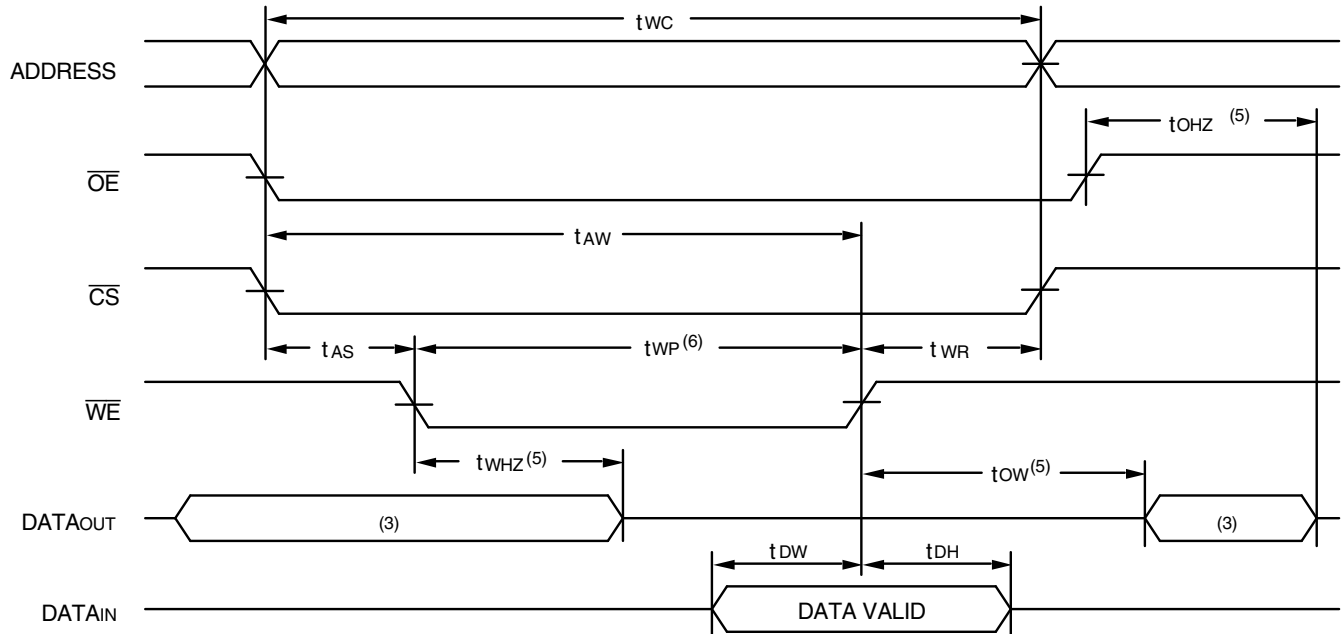 tWC
ADDRESS
tOHZ (5)
OE
tAW
CS
tAS
tWP(6)
tWR
WE
tWHZ(5)
tOW(5)
DATAOUT
(3)
(3)
tDW
tDH
DATAIN
DATA VALID